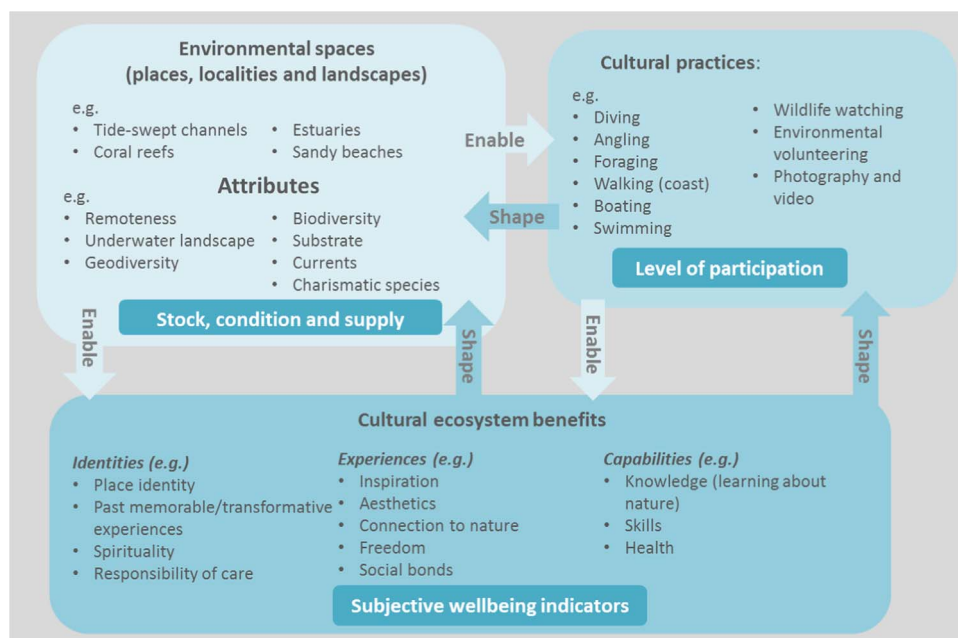 Environmental spaces
(places, localities and landscapes)
e.g.
• Tide-swept channels
• Coral reefs
• Estuaries
• Sandy beaches
Attributes
e.g.
• Remoteness
• Underwater landscape
• Geodiversity
• Biodiversity
• Substrate
• Currents
• Charismatic species
Stock, condition and supply
Enable
Shape
Cultural practices:
e.g.
• Diving
• Angling
• Foraging
• Walking (coast)
• Boating
• Swimming
• Wildlife watching
• Environmental
volunteering
• Photography and
video
Level of participation
Enable
Shape
Enable
Shape
Cultural ecosystem benefits
Identities (e.g.)
• Place identity
• Past memorable/transformative
experiences
• Spirituality
• Responsibility of care
Experiences (e.g.)
• Inspiration
• Aesthetics
• Connection to nature
• Freedom
• Social bonds
Capabilities (e.g.)
• Knowledge (learning about
nature)
• Skills
• Health
Subjective wellbeing indicators